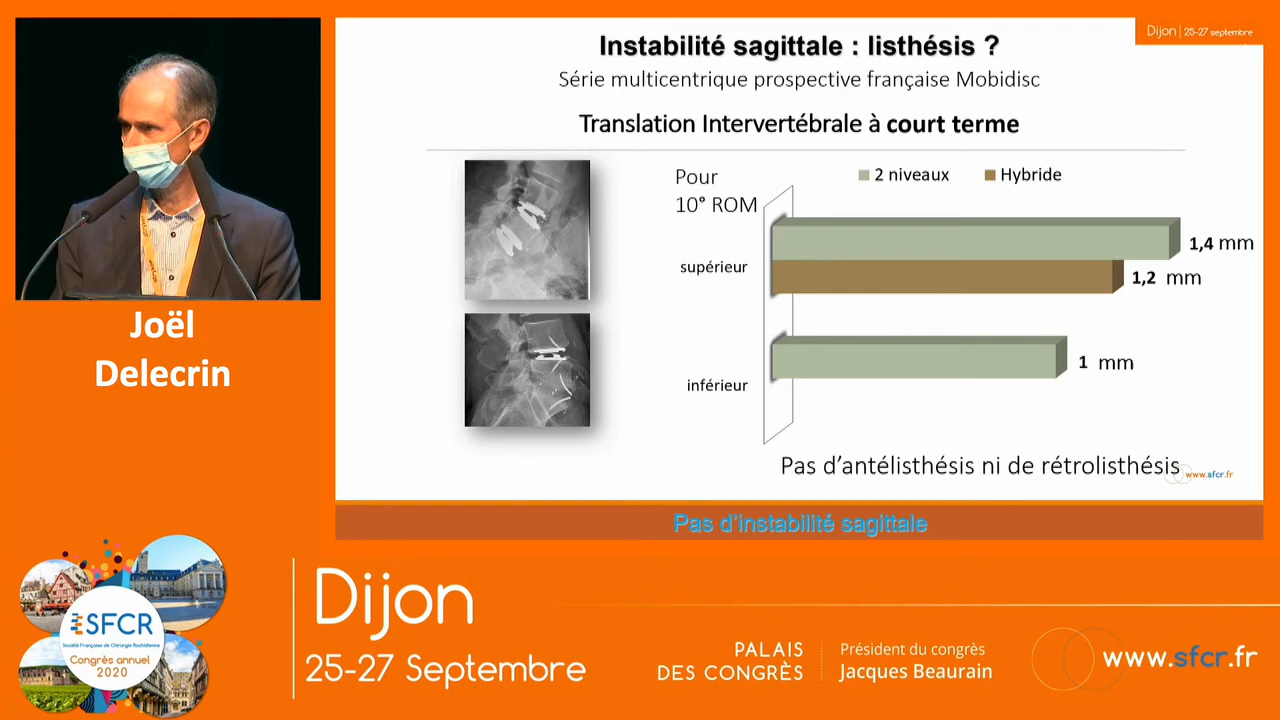 Joël
Delecrin
Dijon | 25-27 septembre
Instabilité sagittale : listhésis ?
Série multicentrique prospective française Mobidisc
Translation Intervertébrale à court terme
Pour
10° ROM
2 niveaux
Hybride
supérieur
1,4 mm
1,2 mm
inférieur
1 mm
Pas d’antélisthésis ni de rétrolisthésis
www.sfcr.fr
Pas d’instabilité sagittale
SFCR
Société Française de Chirurgie Rachidienne
Congrès annuel
2020
Dijon
25-27 Septembre
PALAIS
DES CONGRÈS
Président du congrès
Jacques Beaurain
www.sfcr.fr